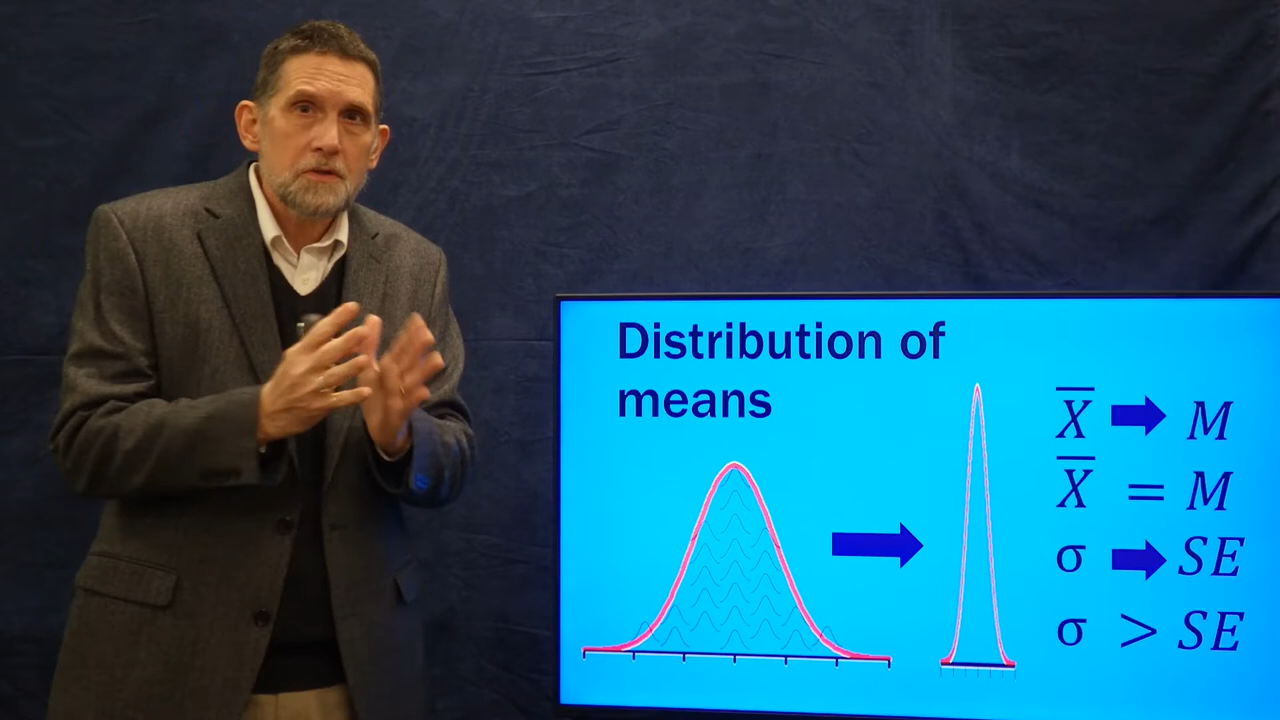 Distribution of
means
X̅ → M
X̅ = M
σ → SE
σ > SE